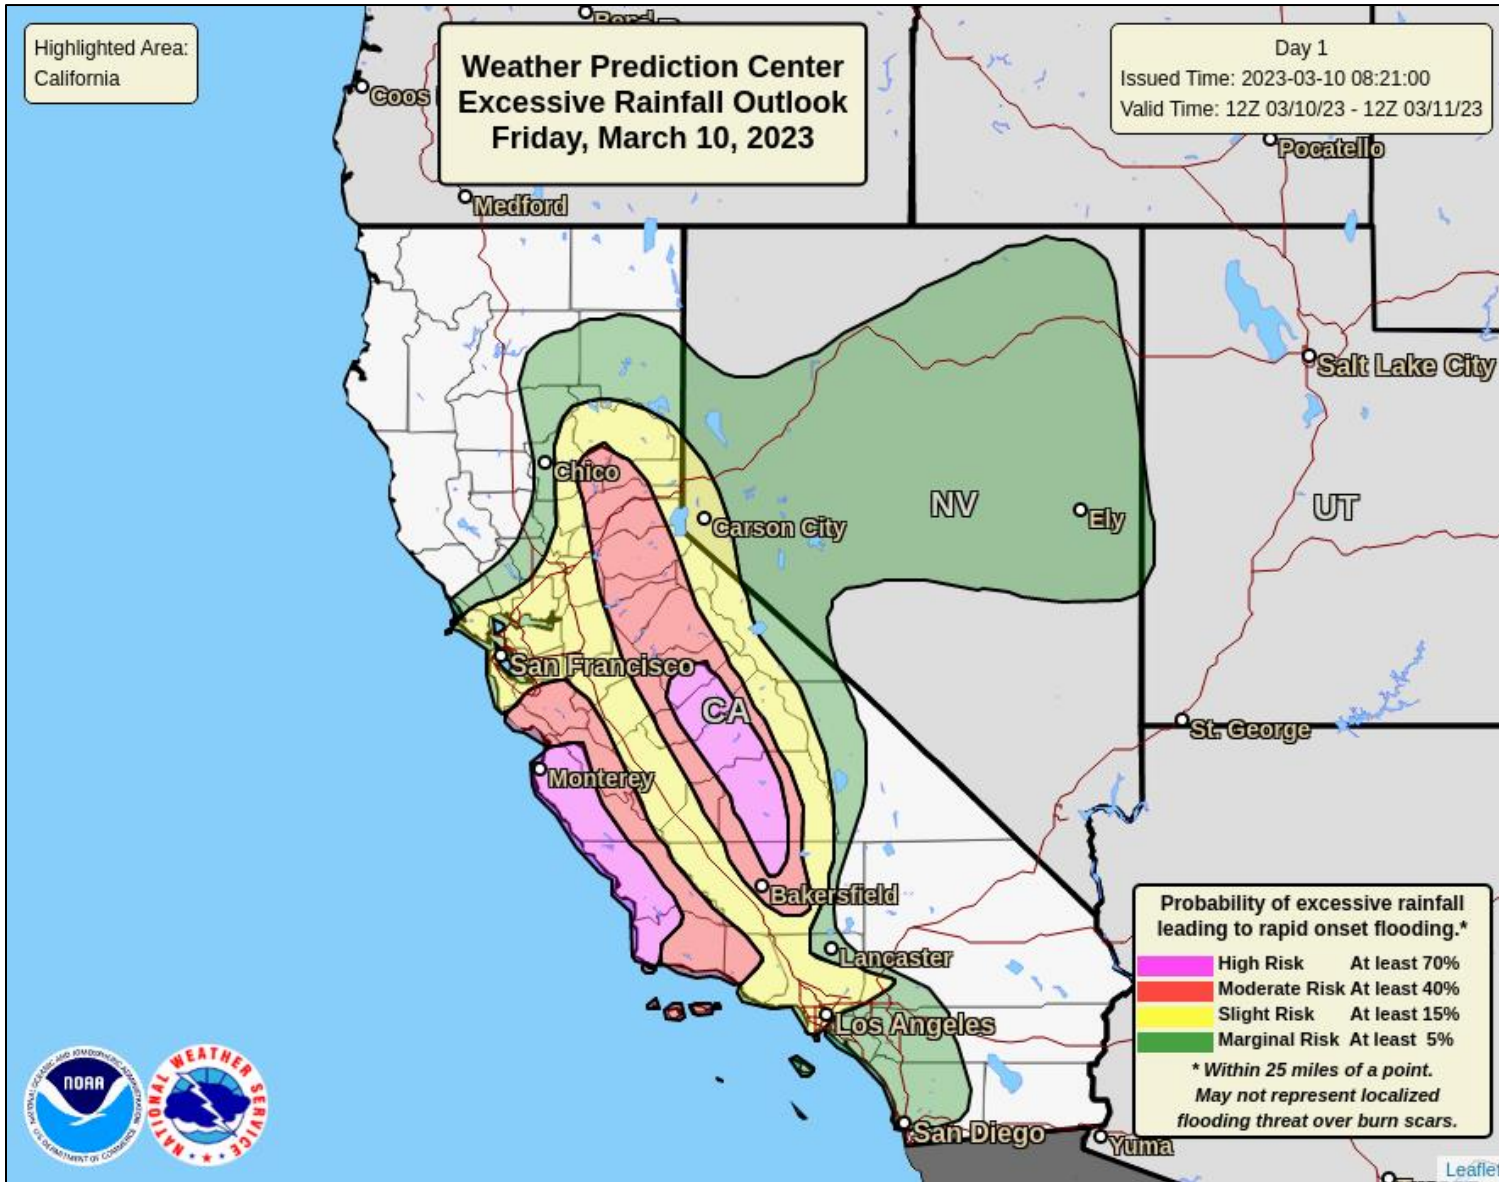 Highlighted Area:
California
Weather Prediction Center
Excessive Rainfall Outlook
Friday, March 10, 2023
Day 1
Issued Time: 2023-03-10 08:21:00
Valid Time: 12Z 03/10/23 - 12Z 03/11/23
Coos
Pocatello
Medford
Salt Lake City
Chico
NV
Ely
UT
Carson City
San Francisco
CA
St. George
Monterey
Bakersfield
Lancaster
Los Angeles
San Diego
Yuma
Probability of excessive rainfall
leading to rapid onset flooding.*
High Risk At least 70%
Moderate Risk At least 40%
Slight Risk At least 15%
Marginal Risk At least 5%
* Within 25 miles of a point.
May not represent localized
flooding threat over burn scars.
NOAA
NATIONAL WEATHER SERVICE
Leaflet